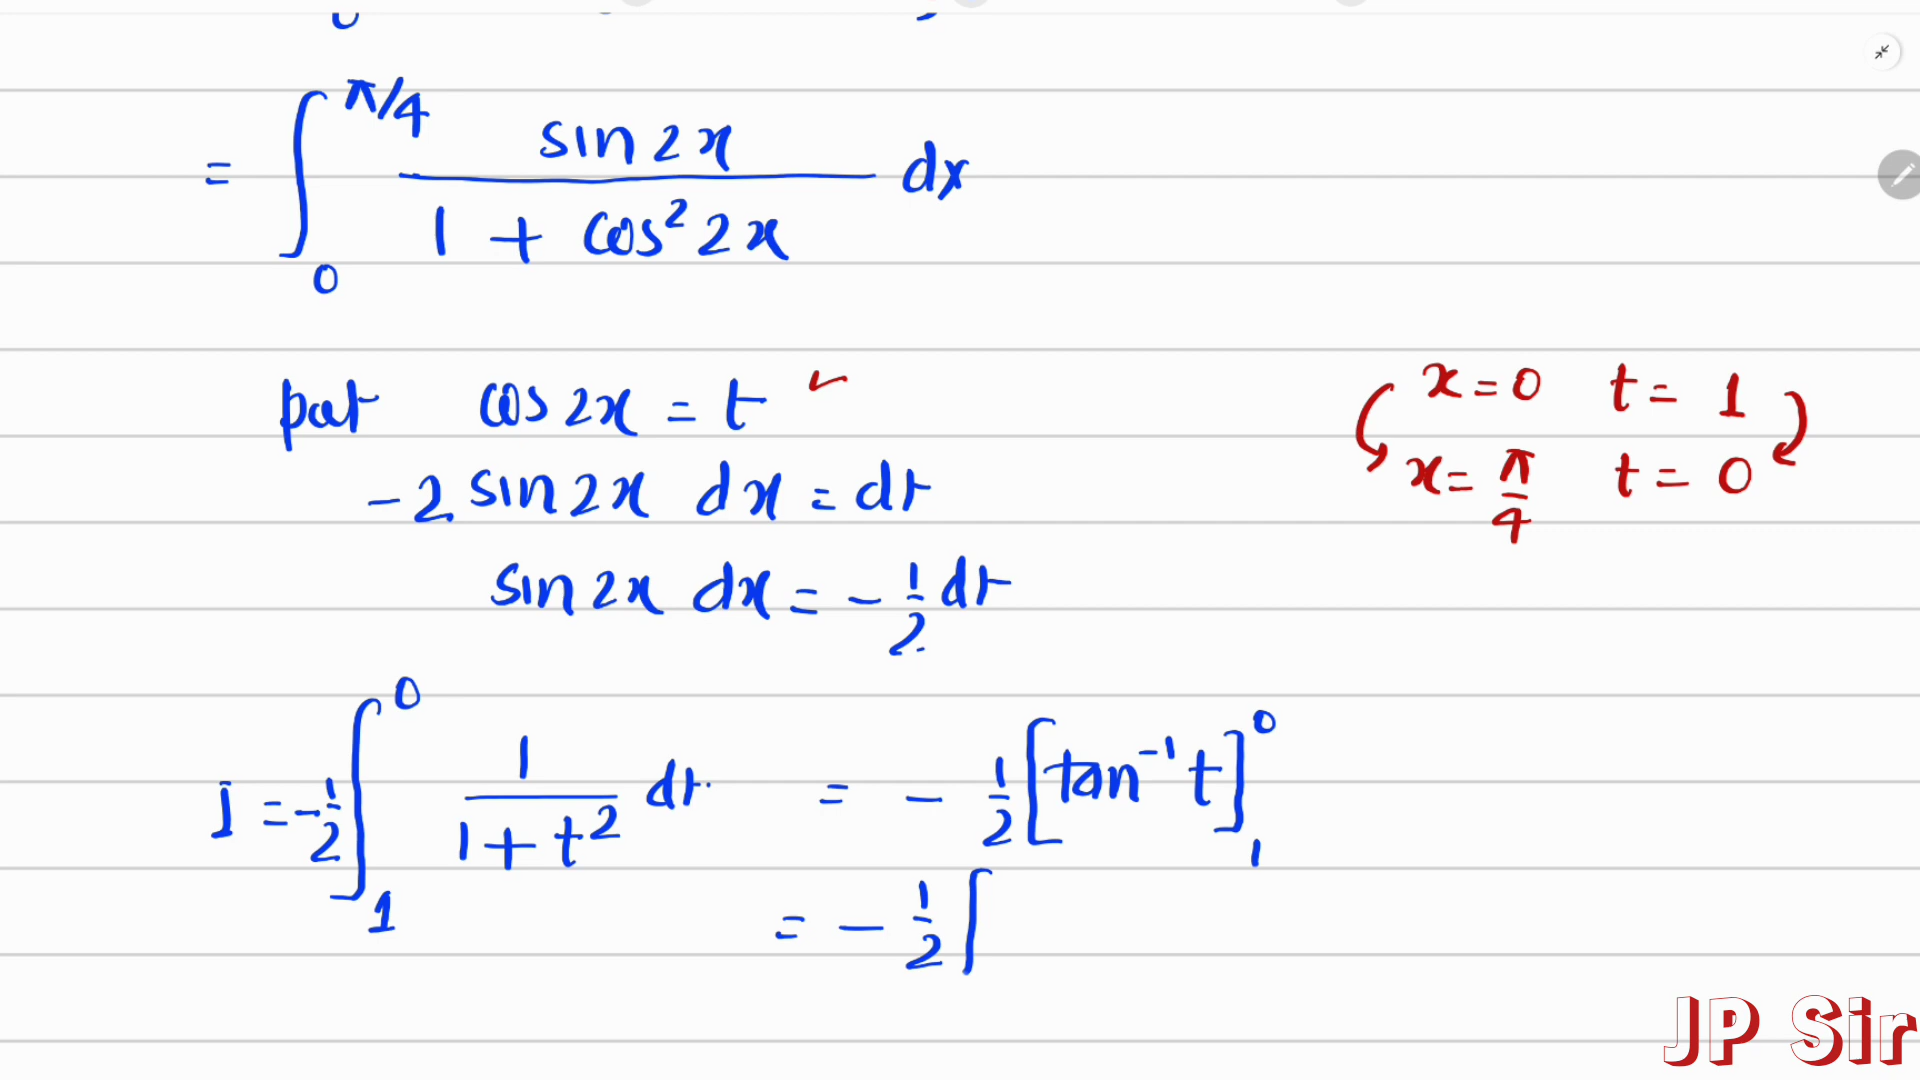 = ∫₀^π/4 sin 2x / 1 + cos² 2x dx
put cos 2x = t
x = 0 t = 1
-2 sin 2x dx = dt
x = π/4 t = 0
sin 2x dx = - 1/2 dt
I = - 1/2 ∫₁⁰ 1 / 1 + t² dt = - 1/2 [tan⁻¹ t]₁⁰
= - 1/2 [
JP Sir